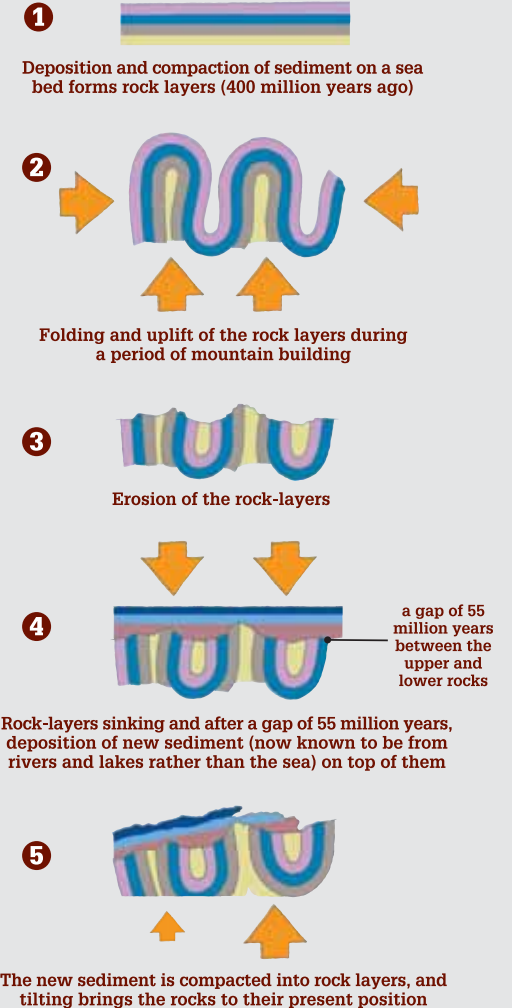 1
Deposition and compaction of sediment on a sea
bed forms rock layers (400 million years ago)
2
Folding and uplift of the rock layers during
a period of mountain building
3
Erosion of the rock-layers
4
a gap of 55
million years
between the
upper and
lower rocks
Rock-layers sinking and after a gap of 55 million years,
deposition of new sediment (now known to be from
rivers and lakes rather than the sea) on top of them
5
The new sediment is compacted into rock layers, and
tilting brings the rocks to their present position